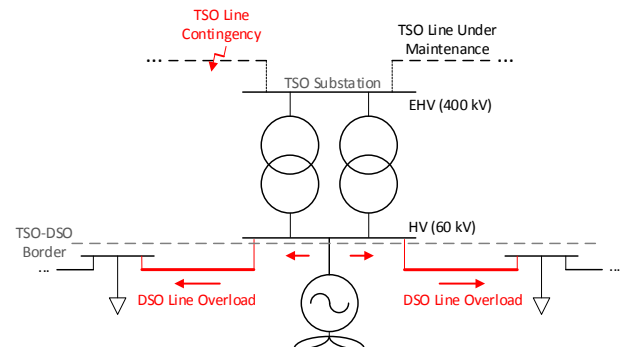 TSO Line
Contingency
TSO Line Under
Maintenance
...
...
TSO Substation
EHV (400 kV)
TSO-DSO
Border
HV (60 kV)
...
...
DSO Line Overload
DSO Line Overload